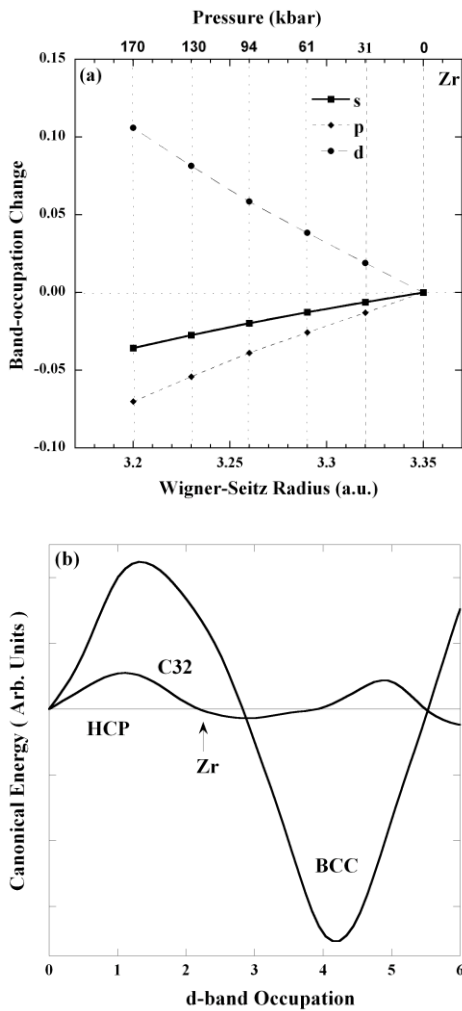 Pressure (kbar)
170 130 94 61 31 0
(a) Zr
s
p
d
0.15
0.10
0.05
0.00
-0.05
-0.10
Band-occupation Change
3.2 3.25 3.3 3.35
Wigner-Seitz Radius (a.u.)
(b)
C32
HCP
Zr
BCC
Canonical Energy ( Arb. Units )
0 1 2 3 4 5 6
d-band Occupation